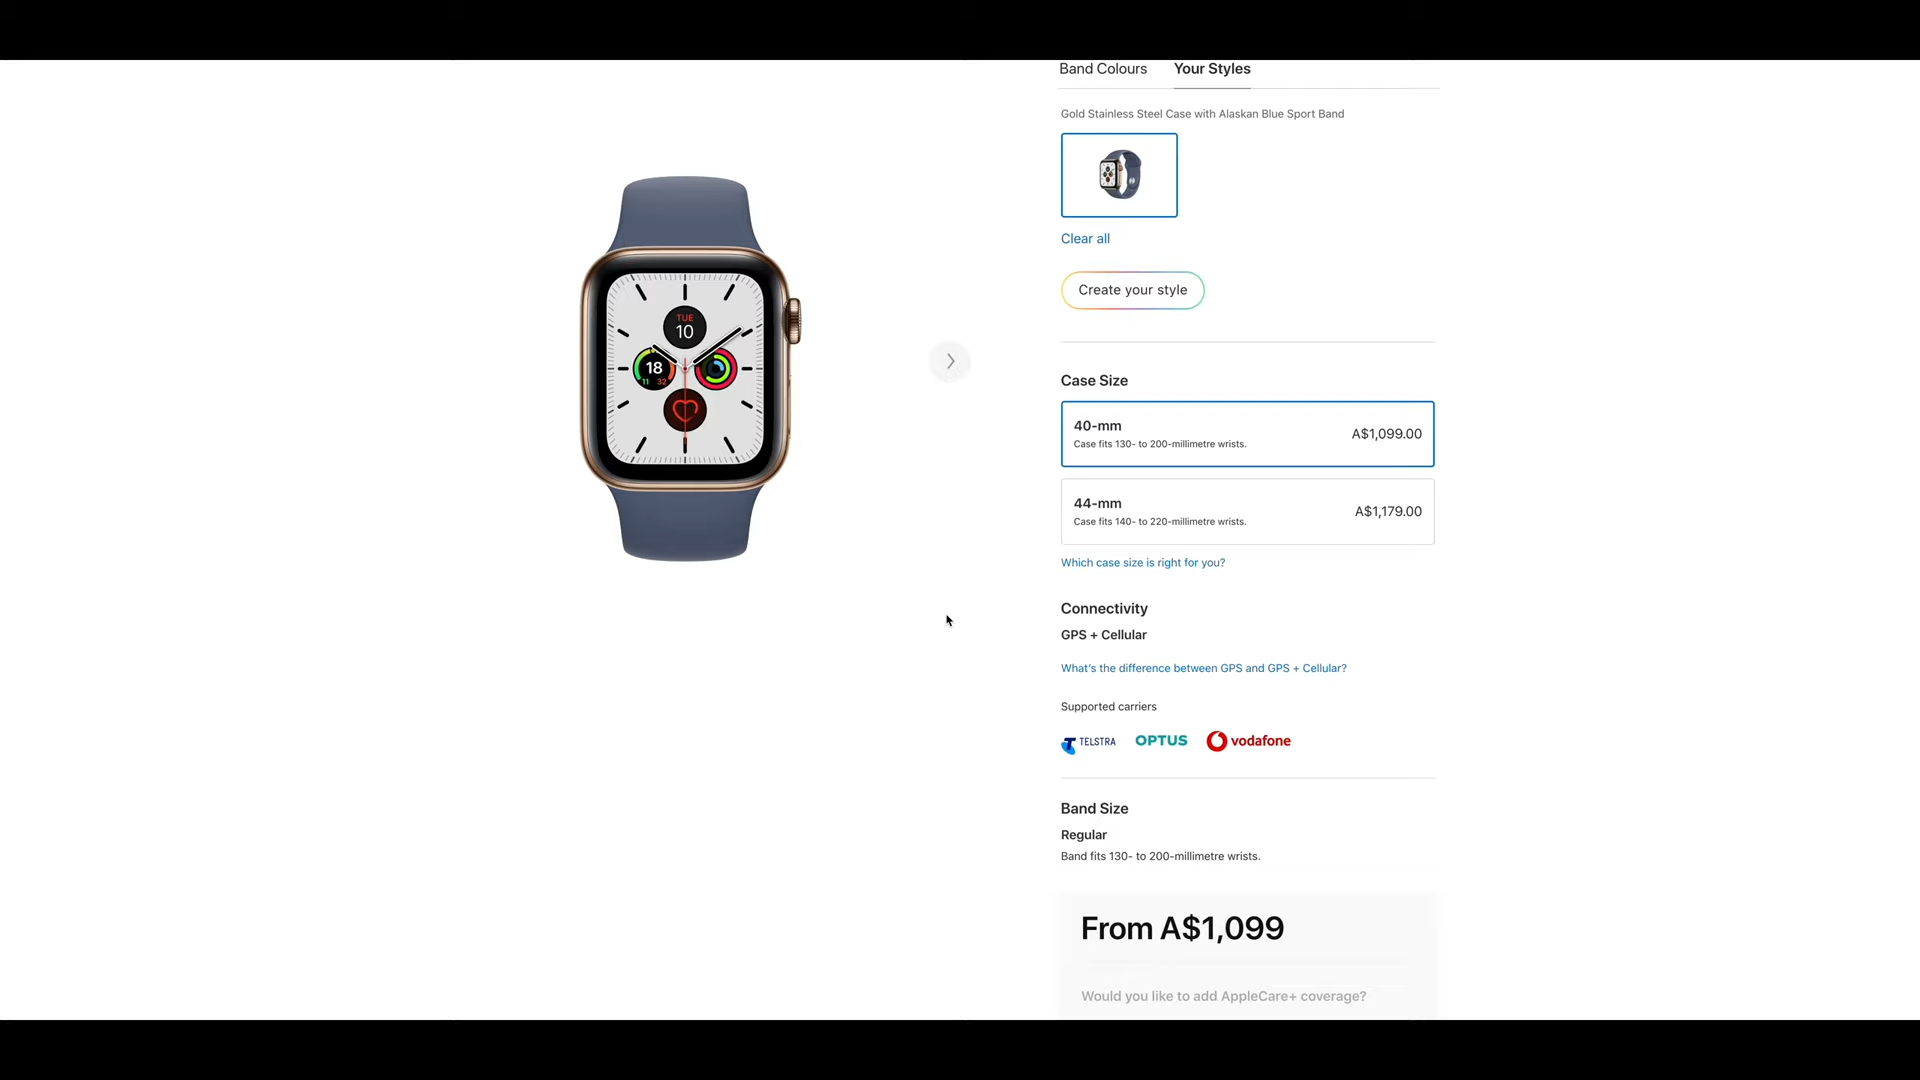 Band Colours Your Styles
Gold Stainless Steel Case with Alaskan Blue Sport Band
Clear all
Create your style
TUE
10
18
11 32
Case Size
40-mm
Case fits 130- to 200-millimetre wrists.
A$1,099.00
44-mm
Case fits 140- to 220-millimetre wrists.
A$1,179.00
Which case size is right for you?
Connectivity
GPS + Cellular
What's the difference between GPS and GPS + Cellular?
Supported carriers
T TELSTRA OPTUS vodafone
Band Size
Regular
Band fits 130- to 200-millimetre wrists.
From A$1,099
Would you like to add AppleCare+ coverage?